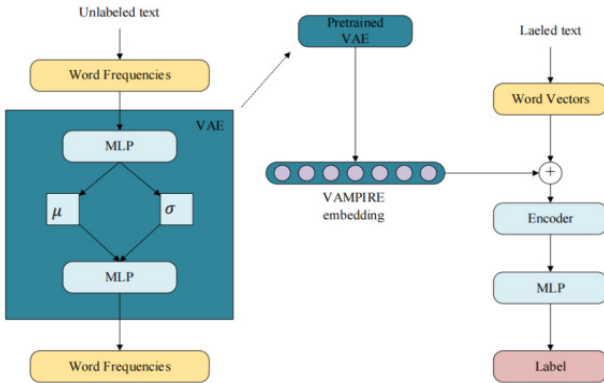 Unlabeled text
Word Frequencies
VAE
MLP
μ
σ
MLP
Word Frequencies
Pretrained
VAE
VAMPIRE
embedding
Laeled text
Word Vectors
+
Encoder
MLP
Label